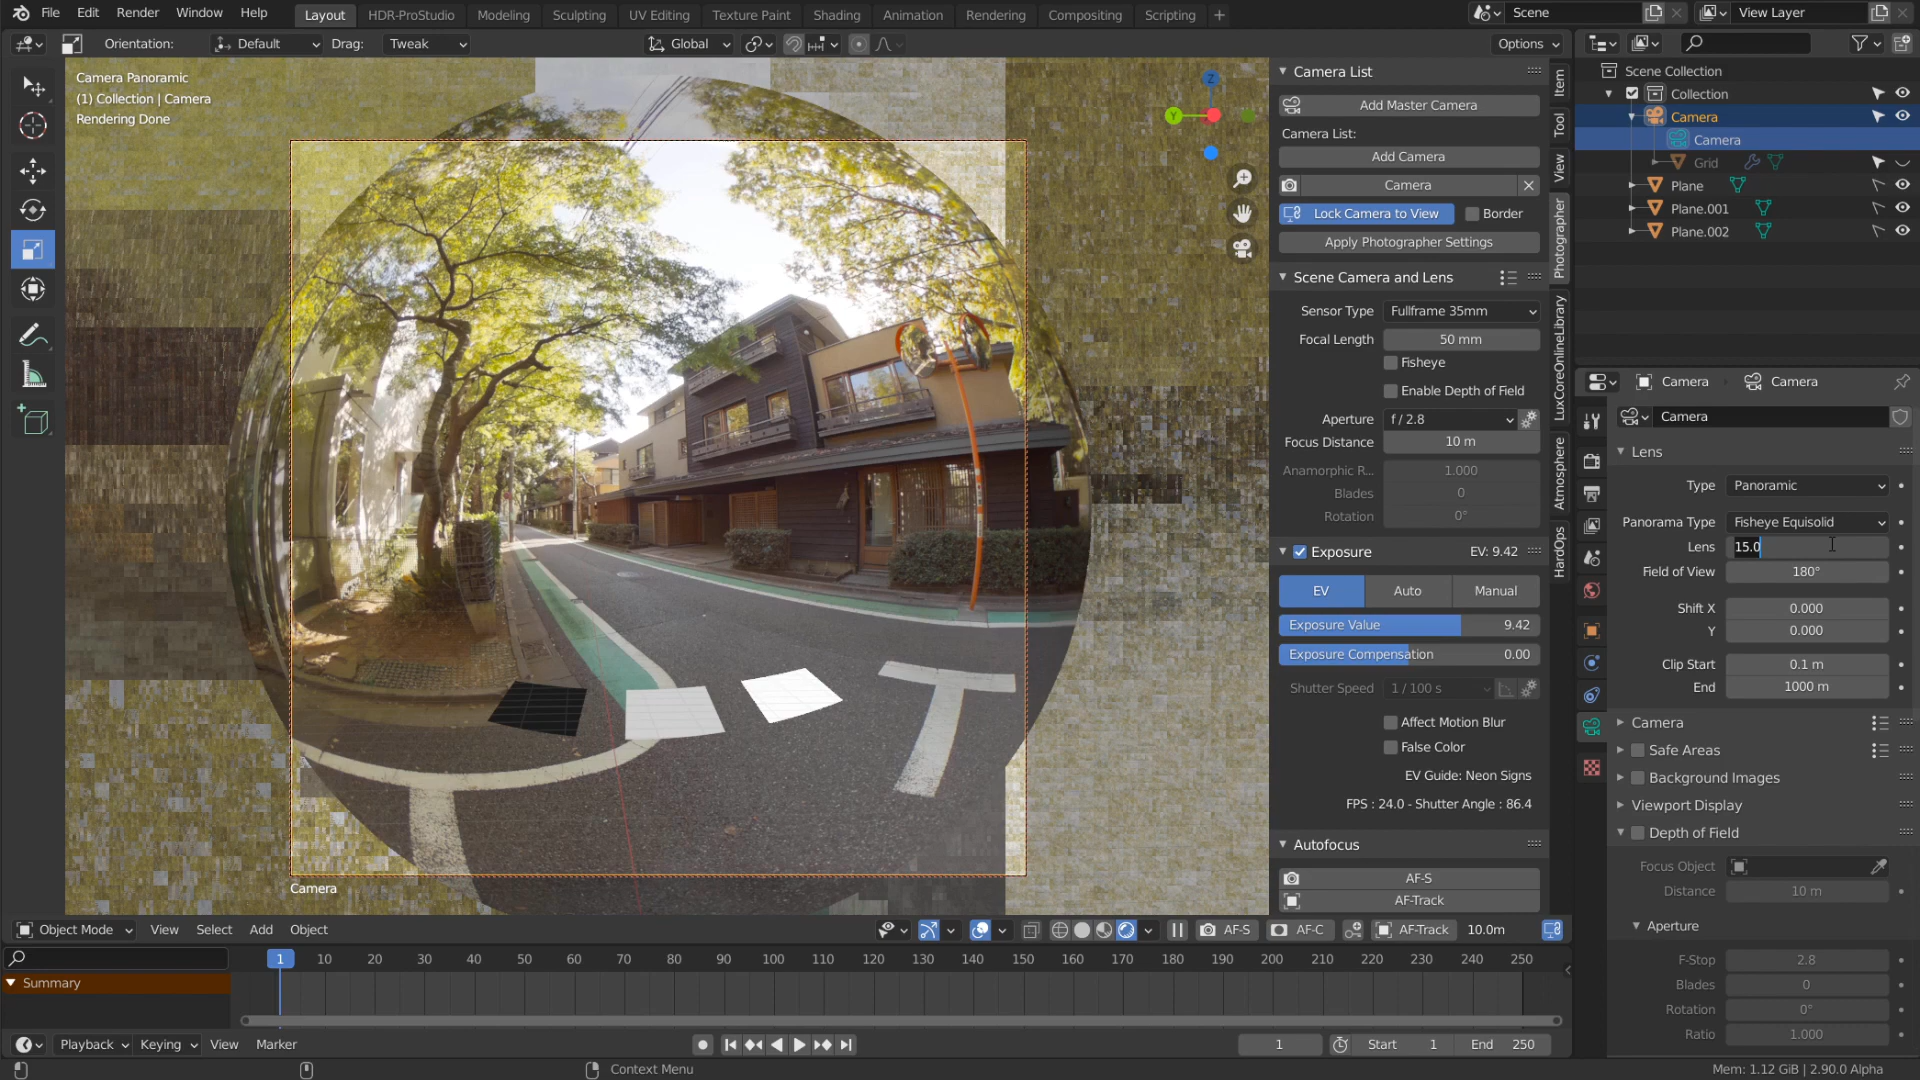 File Edit Render Window Help
Layout HDR-ProStudio Modeling Sculpting UV Editing Texture Paint Shading Animation Rendering Compositing Scripting +
Scene
View Layer
Orientation: Default Drag: Tweak
Global
Options
Camera Panoramic
(1) Collection | Camera
Rendering Done
Z
Y
Camera
Camera List
Add Master Camera
Camera List:
Add Camera
Camera
Lock Camera to View Border
Apply Photographer Settings
Scene Camera and Lens
Sensor Type Fullframe 35mm
Focal Length 50 mm
Fisheye
Enable Depth of Field
Aperture f / 2.8
Focus Distance 10 m
Anamorphic R... 1.000
Blades 0
Rotation 0°
Exposure EV: 9.42
EV Auto Manual
Exposure Value 9.42
Exposure Compensation 0.00
Shutter Speed 1 / 100 s
Affect Motion Blur
False Color
EV Guide: Neon Signs
FPS : 24.0 - Shutter Angle : 86.4
Autofocus
AF-S
AF-Track
Item
Tool
View
Photographer
LuxCoreOnlineLibrary
Atmosphere
HardOps
Scene Collection
Collection
Camera
Camera
Grid
Plane
Plane.001
Plane.002
Camera Camera
Camera
Lens
Type Panoramic
Panorama Type Fisheye Equisolid
Lens 15.0
Field of View 180°
Shift X 0.000
Y 0.000
Clip Start 0.1 m
End 1000 m
Camera
Safe Areas
Background Images
Viewport Display
Depth of Field
Focus Object
Distance 10 m
Aperture
F-Stop 2.8
Blades 0
Rotation 0°
Ratio 1.000
Object Mode View Select Add Object
AF-S AF-C AF-Track 10.0m
1 10 20 30 40 50 60 70 80 90 100 110 120 130 140 150 160 170 180 190 200 210 220 230 240 250
Summary
Playback Keying View Marker
1 Start 1 End 250
Context Menu
Mem: 1.12 GiB | 2.90.0 Alpha